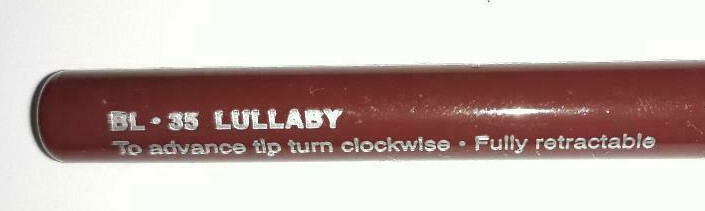 BL • 35 LULLABY
To advance tip turn clockwise • Fully retractable